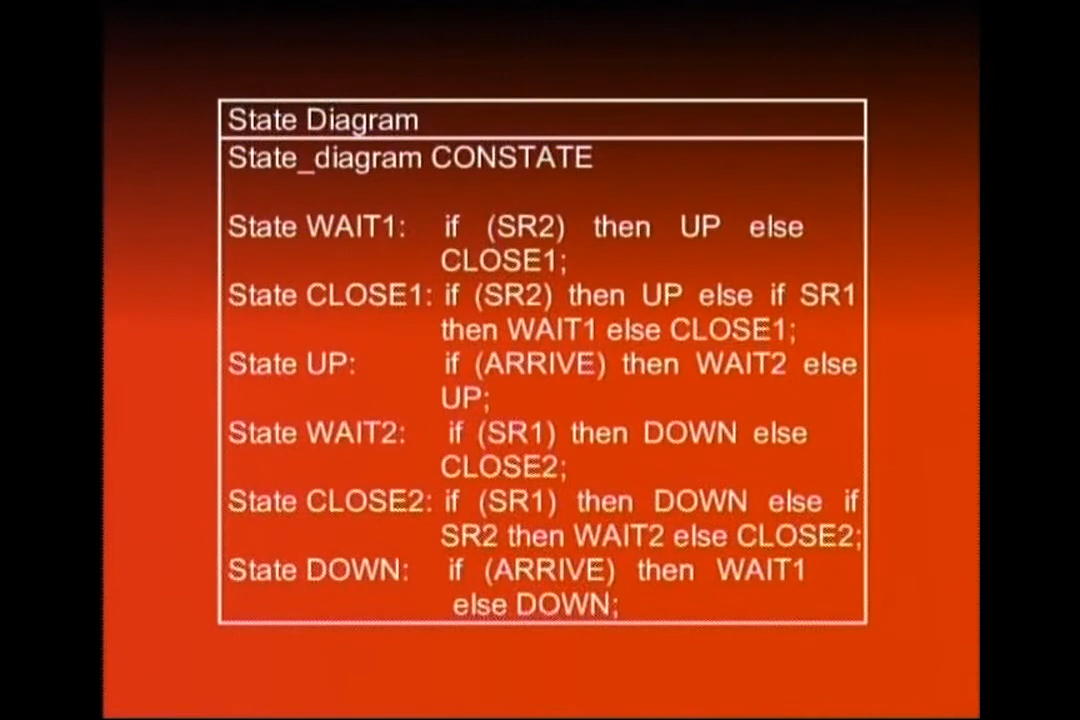 State Diagram
State_diagram CONSTATE
State WAIT1: if (SR2) then UP else
CLOSE1;
State CLOSE1: if (SR2) then UP else if SR1
then WAIT1 else CLOSE1;
State UP: if (ARRIVE) then WAIT2 else
UP;
State WAIT2: if (SR1) then DOWN else
CLOSE2;
State CLOSE2: if (SR1) then DOWN else if
SR2 then WAIT2 else CLOSE2;
State DOWN: if (ARRIVE) then WAIT1
else DOWN;